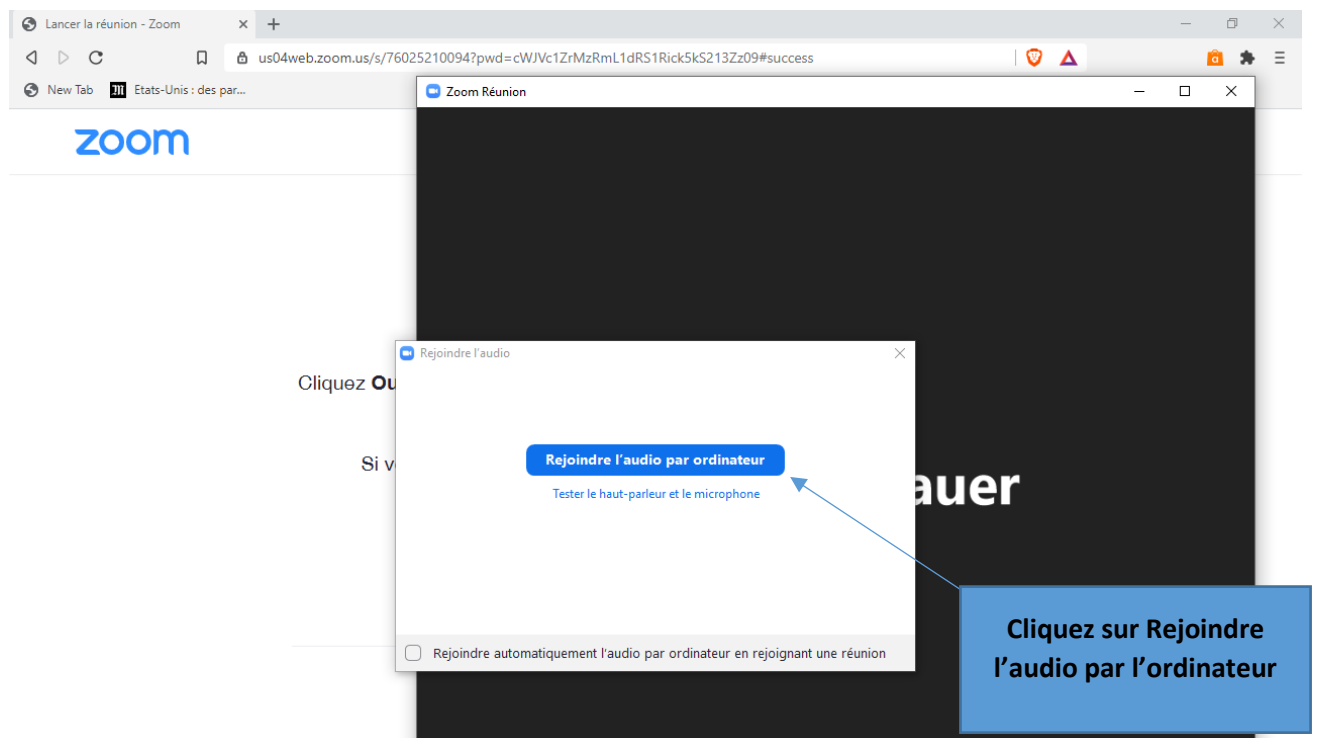 Lancer la réunion - Zoom
us04web.zoom.us/s/76025210094?pwd=cWJVc1ZrMzRmL1dRS1Rick5kS213Zz09#success
New Tab
Etats-Unis : des par...
Zoom Réunion
zoom
Rejoindre l'audio
Cliquez
Rejoindre l'audio par ordinateur
Si
Tester le haut-parleur et le microphone
auer
Rejoindre automatiquement l'audio par ordinateur en rejoignant une réunion
Cliquez sur Rejoindre
l’audio par l’ordinateur